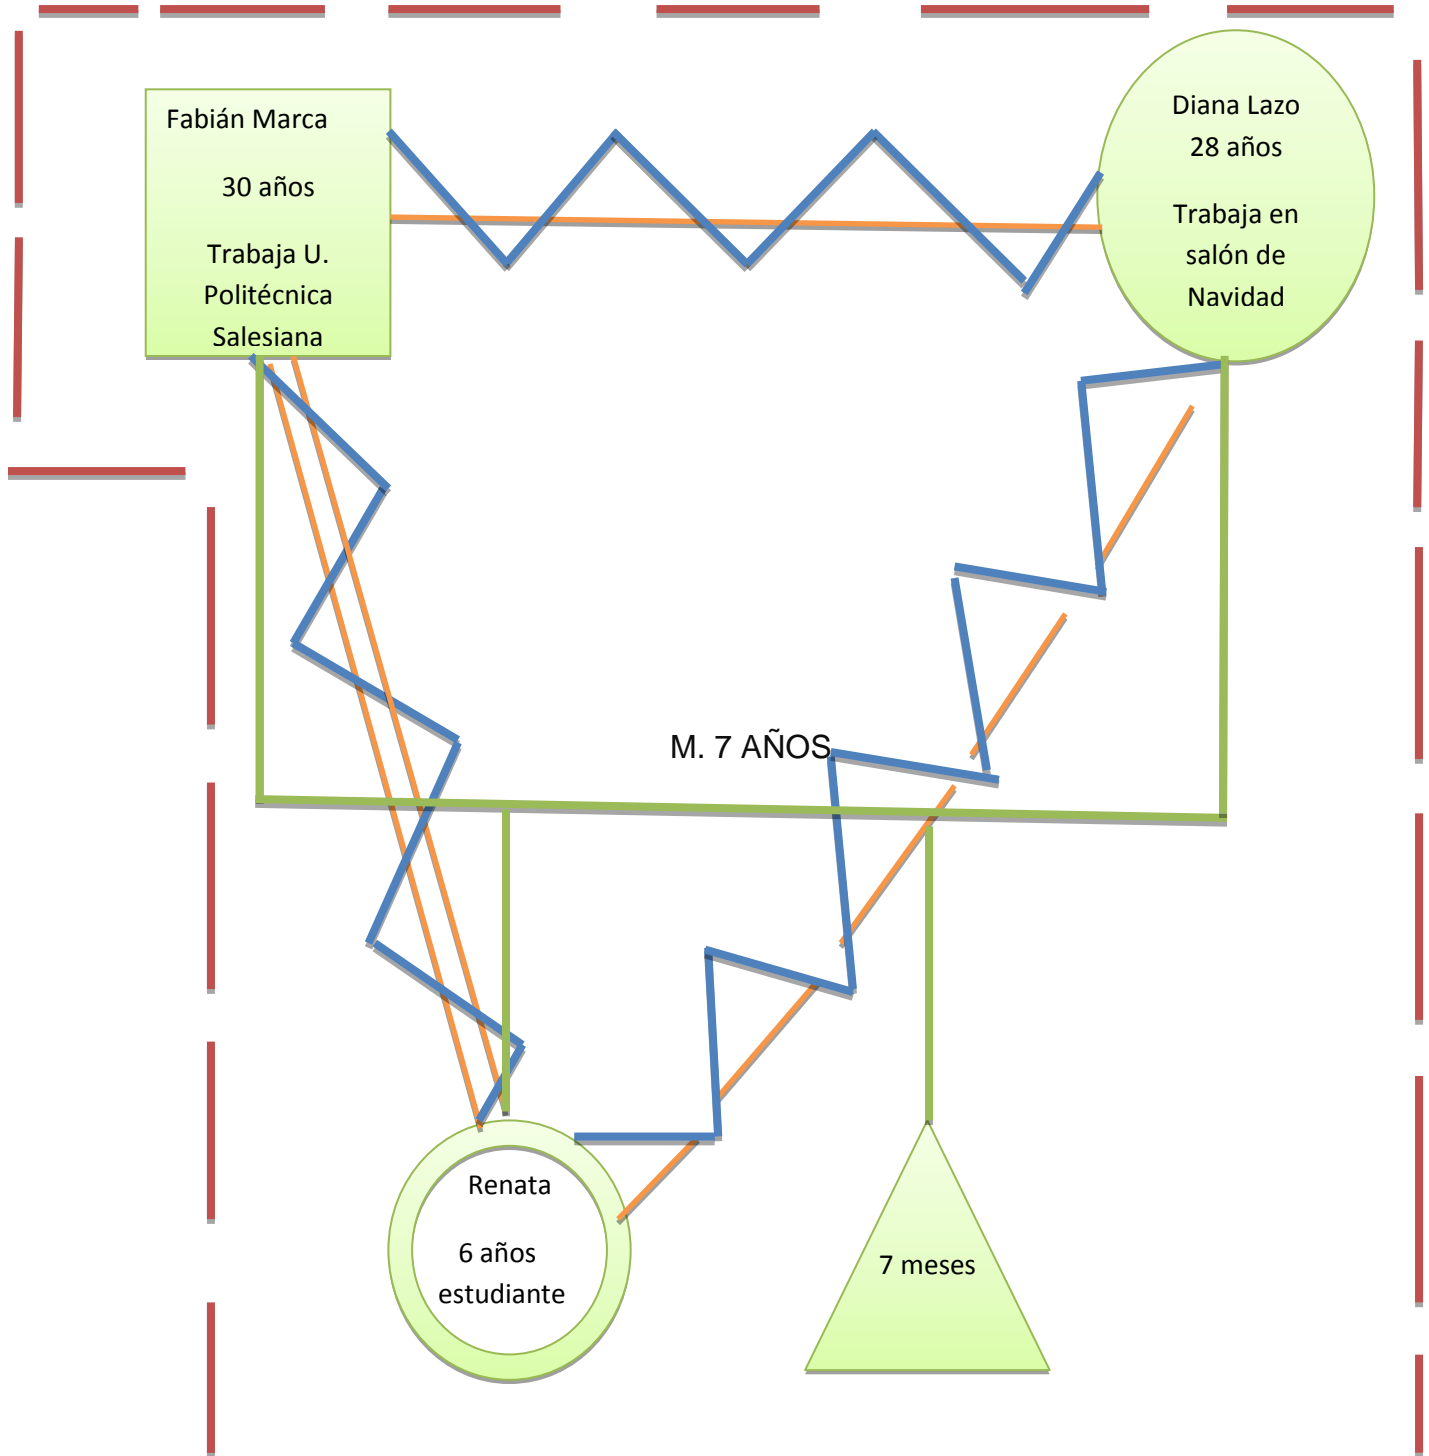 Fabián Marca
30 años
Trabaja U.
Politécnica
Salesiana
Diana Lazo
28 años
Trabaja en
salón de
Navidad
M. 7 AÑOS
Renata
6 años
estudiante
7 meses